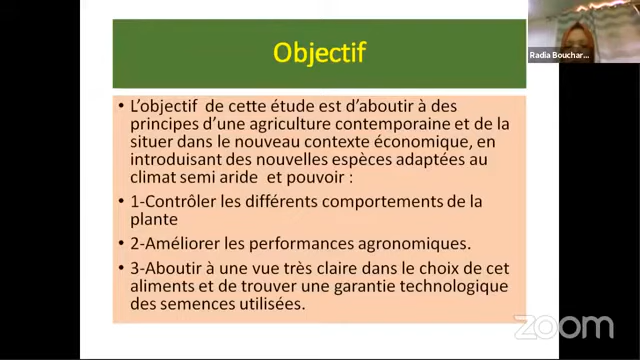 Objectif
• L'objectif de cette étude est d'aboutir à des
principes d'une agriculture contemporaine et de la
situer dans le nouveau contexte économique, en
introduisant des nouvelles espèces adaptées au
climat semi aride et pouvoir :
• 1-Contrôler les différents comportements de la
plante
• 2-Améliorer les performances agronomiques.
• 3-Aboutir à une vue très claire dans le choix de cet
aliments et de trouver une garantie technologique
des semences utilisées.
Radia Bouchar...
zoom